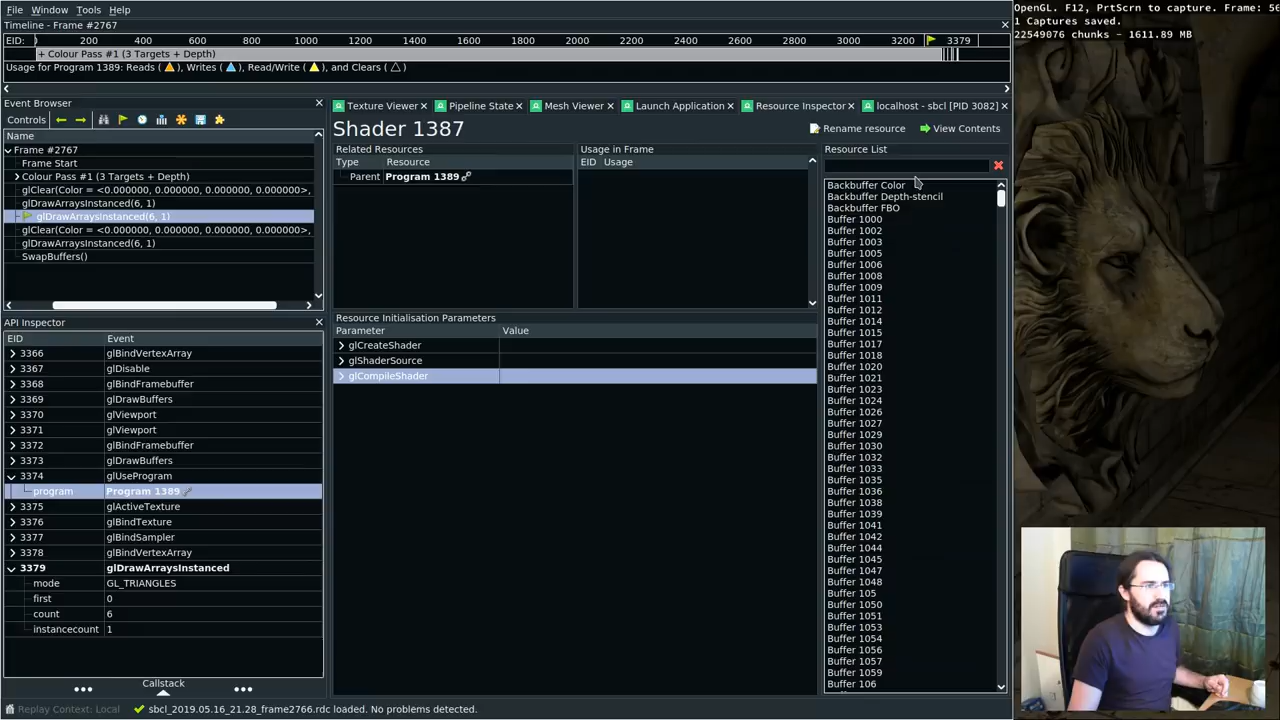 File Window Tools Help
Timeline - Frame #2767
EID: 0 200 400 600 800 1000 1200 1400 1600 1800 2000 2200 2400 2600 2800 3000 3200 3379
+ Colour Pass #1 (3 Targets + Depth)
Usage for Program 1389: Reads ( ), Writes ( ), Read/Write ( ), and Clears ( )
Event Browser
Controls
Name
Frame #2767
Frame Start
Colour Pass #1 (3 Targets + Depth)
glClear(Color = <0.000000, 0.000000, 0.000000, 0.000000>,
glDrawArraysInstanced(6, 1)
glDrawArraysInstanced(6, 1)
glClear(Color = <0.000000, 0.000000, 0.000000, 0.000000>,
glDrawArraysInstanced(6, 1)
SwapBuffers()
API Inspector
EID Event
3366 glBindVertexArray
3367 glDisable
3368 glBindFramebuffer
3369 glDrawBuffers
3370 glViewport
3371 glViewport
3372 glBindFramebuffer
3373 glDrawBuffers
3374 glUseProgram
program Program 1389
3375 glActiveTexture
3376 glBindTexture
3377 glBindSampler
3378 glBindVertexArray
3379 glDrawArraysInstanced
mode GL_TRIANGLES
first 0
count 6
instancecount 1
Callstack
Replay Context: Local sbcl_2019.05.16_21.28_frame2766.rdc loaded. No problems detected.
Texture Viewer Pipeline State Mesh Viewer Launch Application Resource Inspector localhost - sbcl [PID 3082]
Shader 1387
Rename resource View Contents
Related Resources
Type Resource
Parent Program 1389
Usage in Frame
EID Usage
Resource Initialisation Parameters
Parameter Value
glCreateShader
glShaderSource
glCompileShader
Resource List
Backbuffer Color
Backbuffer Depth-stencil
Backbuffer FBO
Buffer 1000
Buffer 1002
Buffer 1003
Buffer 1005
Buffer 1006
Buffer 1008
Buffer 1009
Buffer 1011
Buffer 1012
Buffer 1014
Buffer 1015
Buffer 1017
Buffer 1018
Buffer 1020
Buffer 1021
Buffer 1023
Buffer 1024
Buffer 1026
Buffer 1027
Buffer 1029
Buffer 1030
Buffer 1032
Buffer 1033
Buffer 1035
Buffer 1036
Buffer 1038
Buffer 1039
Buffer 1041
Buffer 1042
Buffer 1044
Buffer 1045
Buffer 1047
Buffer 1048
Buffer 105
Buffer 1050
Buffer 1051
Buffer 1053
Buffer 1054
Buffer 1056
Buffer 1057
Buffer 1059
Buffer 106
OpenGL. F12, PrtScrn to capture. Frame: 56
1 Captures saved.
22549076 chunks - 1611.89 MB